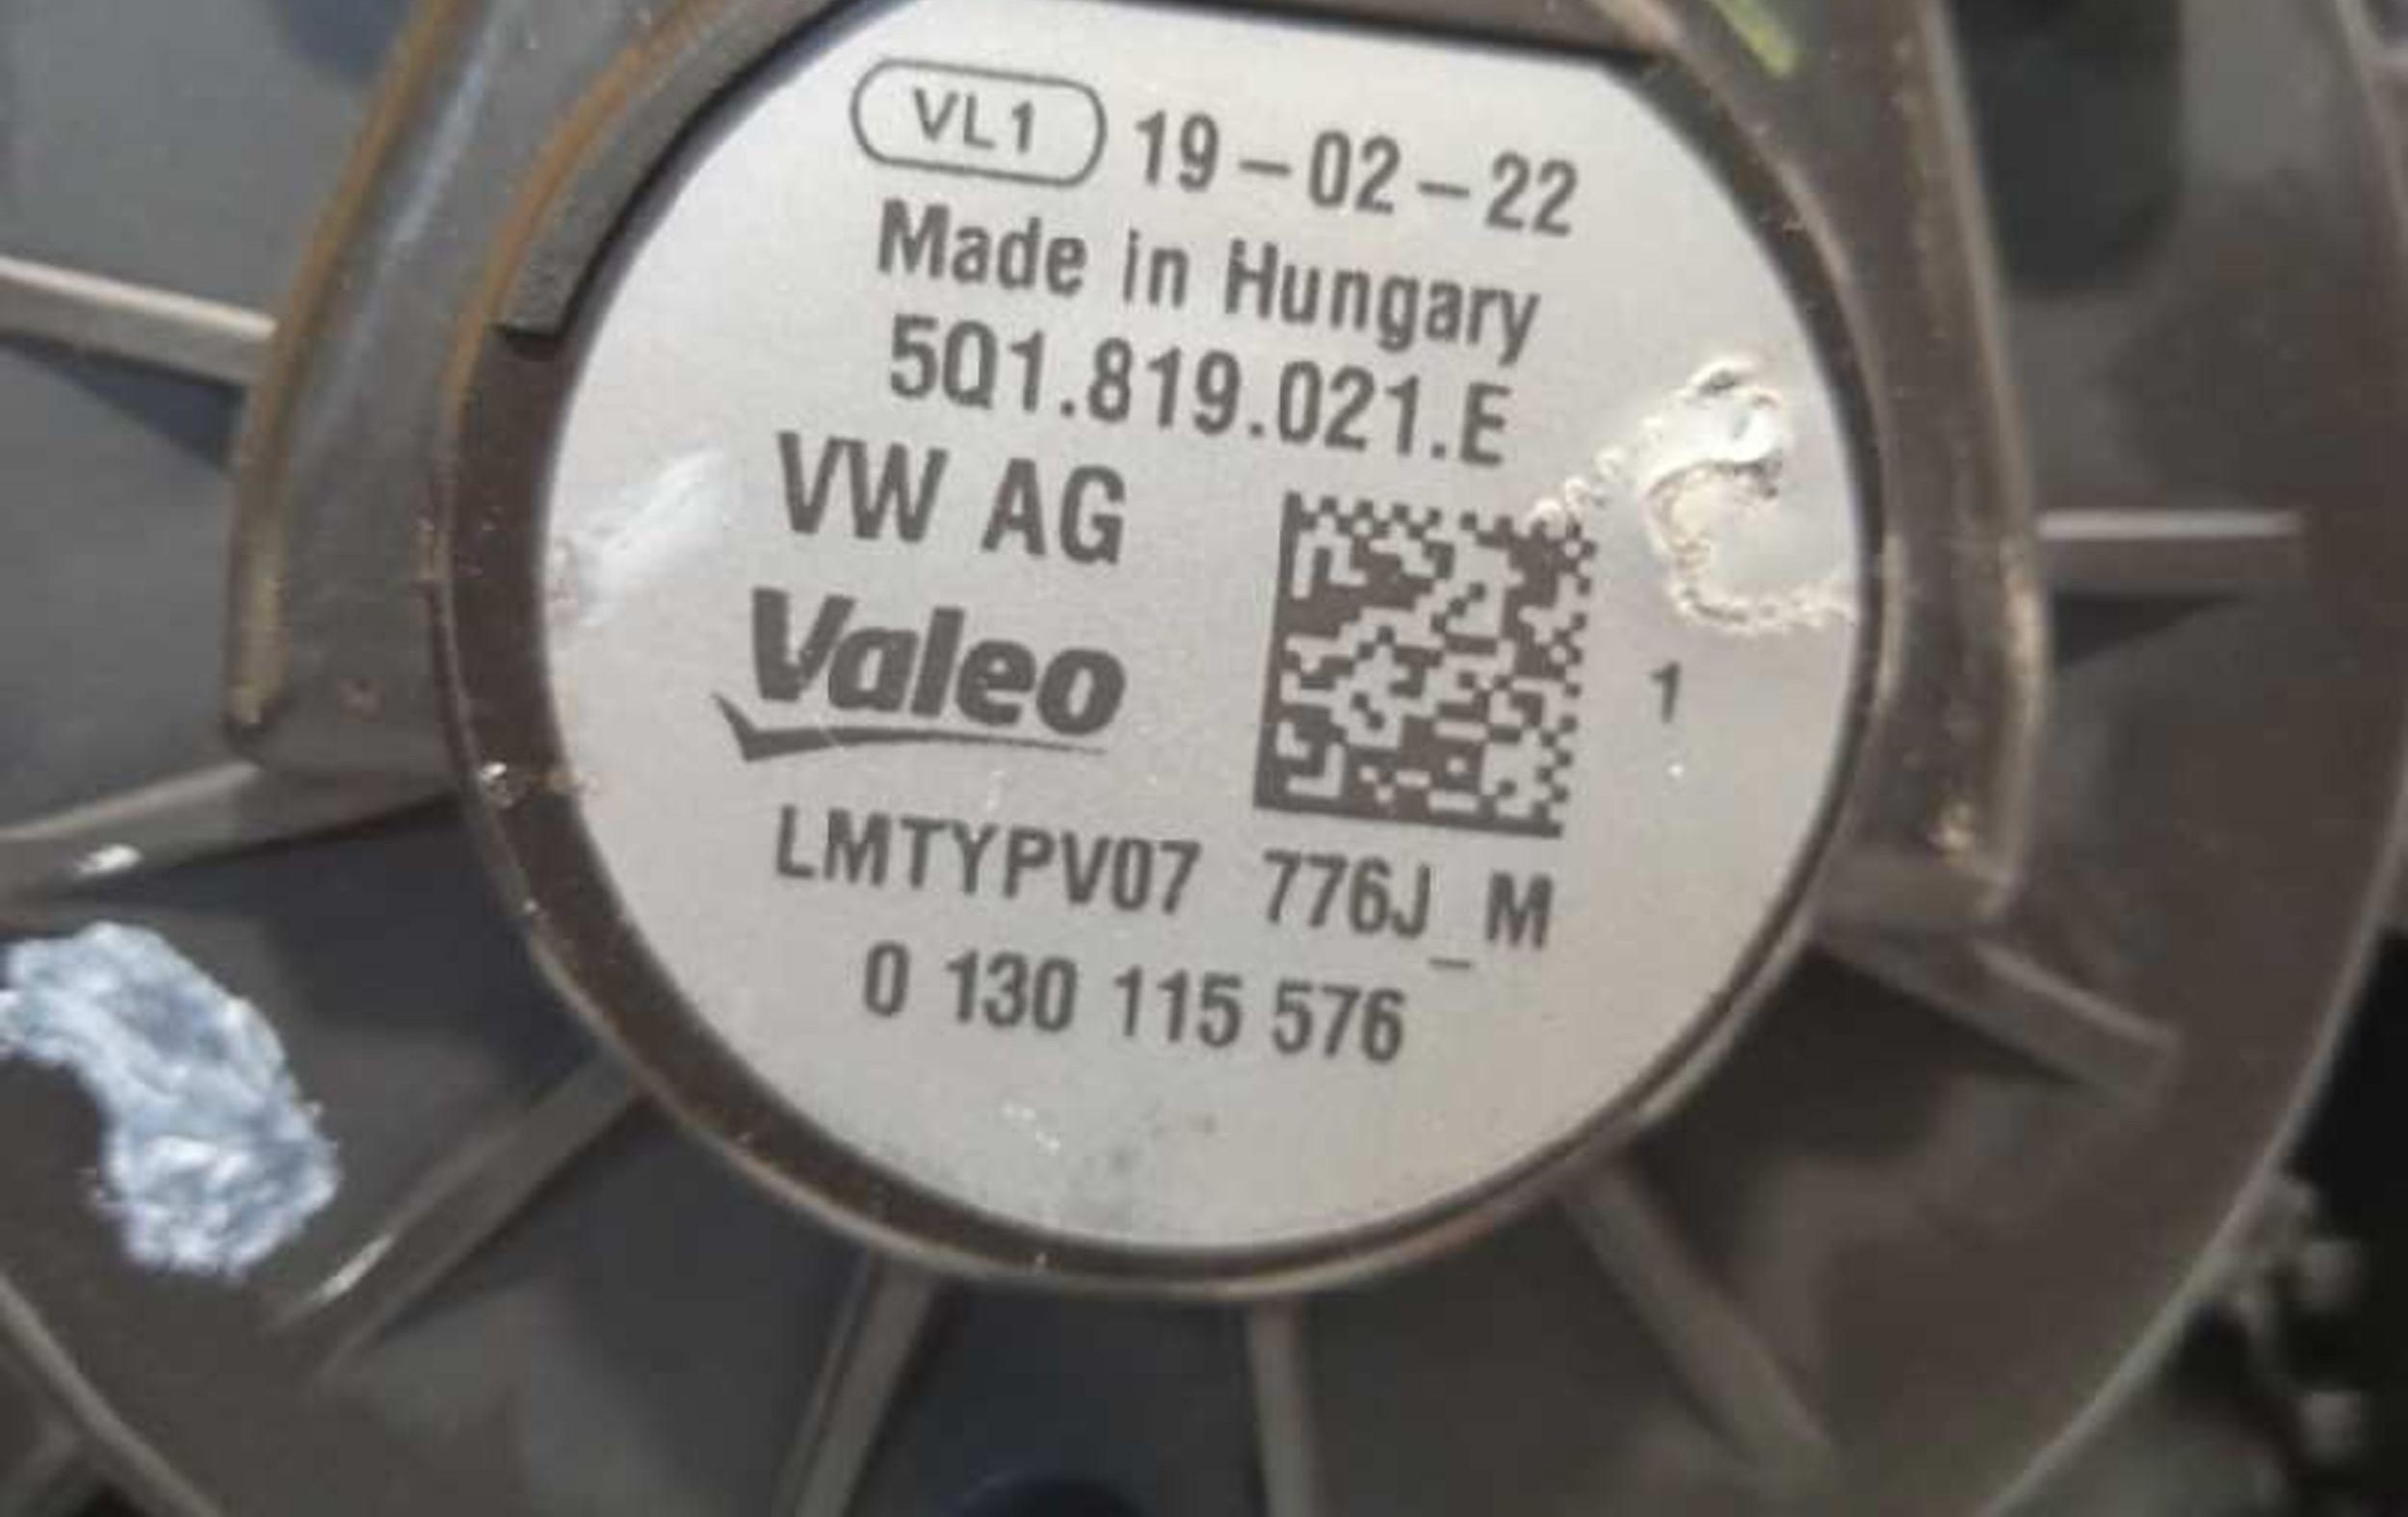 VL1 19-02-22
Made in Hungary
5Q1.819.021.E
VW AG
Valeo
1
LMTYPV07 776J_M
0 130 115 576